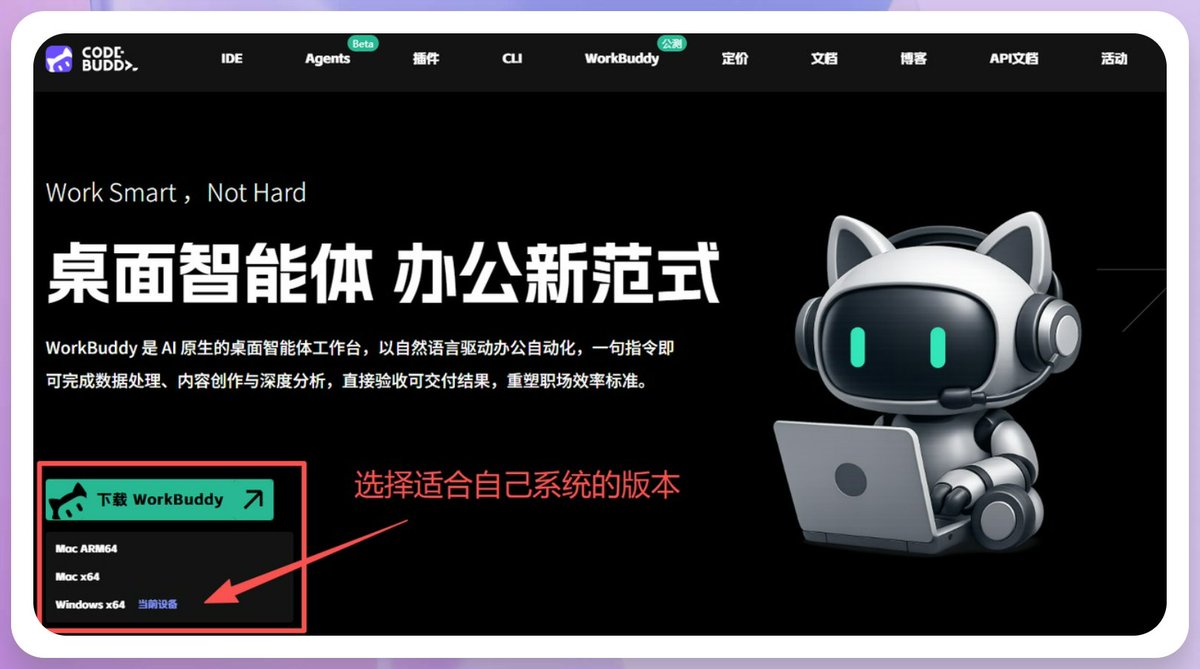 CODE-
BUDD>_
IDE
Agents
Beta
插件
CLI
WorkBuddy
公测
定价
文档
博客
API文档
活动
Work Smart ，Not Hard
桌面智能体 办公新范式
WorkBuddy 是 AI 原生的桌面智能体工作台，以自然语言驱动办公自动化，一句指令即
可完成数据处理、内容创作与深度分析，直接验收可交付结果，重塑职场效率标准。
选择适合自己系统的版本
下载 WorkBuddy
Mac ARM64
Mac x64
Windows x64 当前设备